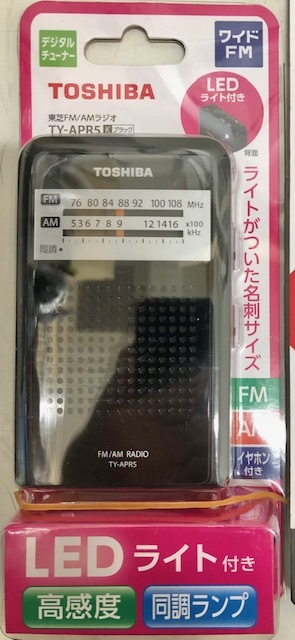 デジタル
チューナー
ワイド
FM
TOSHIBA
LED
ライト付き
東芝FM/AMラジオ
TY-APR5 K ブラック
背面
ライトがついた名刺サイズ
TOSHIBA
FM 76 80 84 88 92 100 108 MHz
AM 5 3 6 7 8 9 12 14 16 x100 kHz
同調
FM
AM
イヤホン
付き
FM/AM RADIO
TY-APR5
LEDライト付き
高感度 同調ランプ